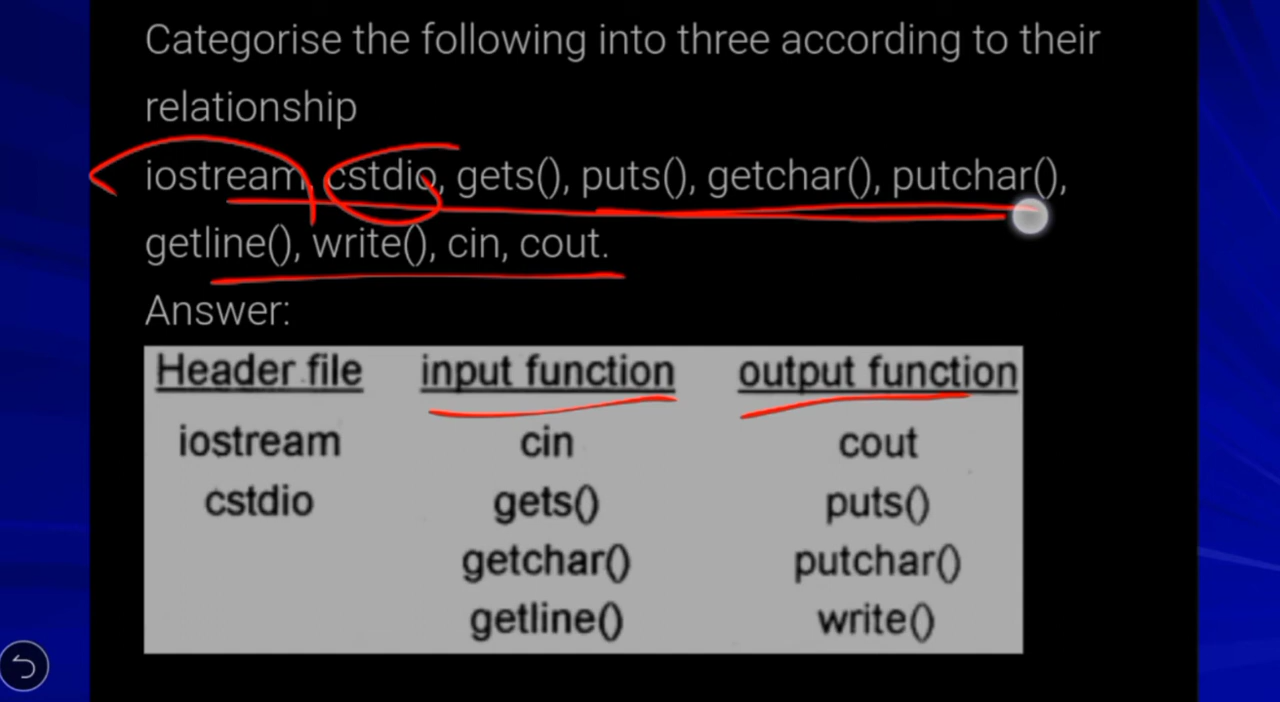 Categorise the following into three according to their
relationship
iostream, cstdio, gets(), puts(), getchar(), putchar(),
getline(), write(), cin, cout.
Answer:
Header file input function output function
iostream cin cout
cstdio gets() puts()
getchar() putchar()
getline() write()